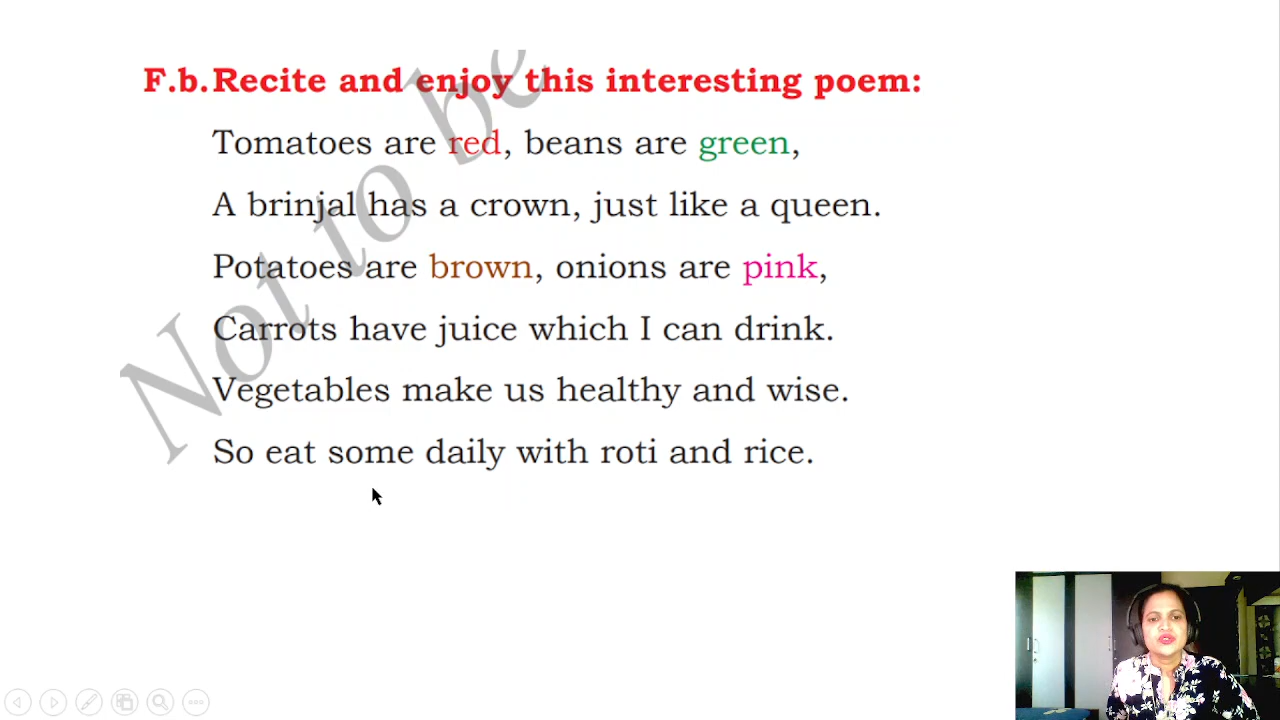 F.b. Recite and enjoy this interesting poem:
Tomatoes are red, beans are green,
A brinjal has a crown, just like a queen.
Potatoes are brown, onions are pink,
Carrots have juice which I can drink.
Vegetables make us healthy and wise.
So eat some daily with roti and rice.
Not to be